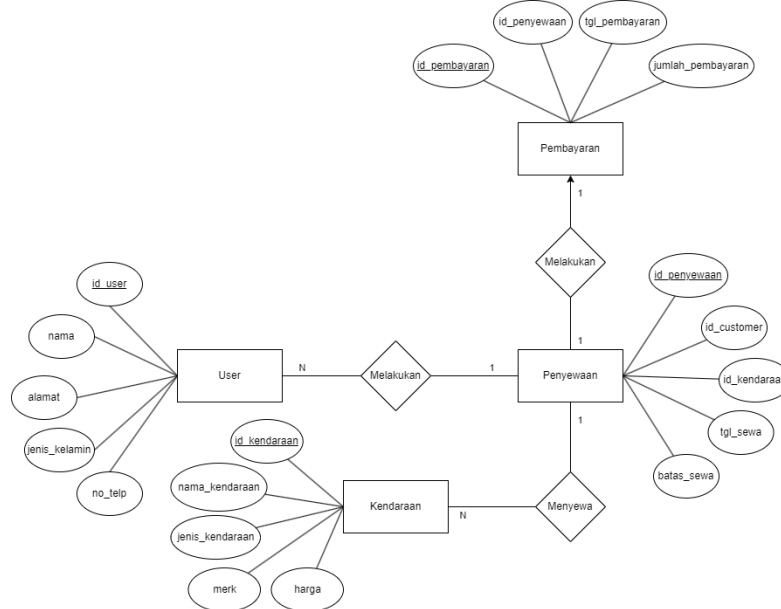 id_penyewaan
tgl_pembayaran
id_pembayaran
jumlah_pembayaran
Pembayaran
1
Melakukan
id_user
id_penyewaan
nama
id_customer
1
User
N
Melakukan
1
Penyewaan
id_kendaraa
alamat
1
tgl_sewa
jenis_kelamin
id_kendaraan
batas_sewa
no_telp
nama_kendaraan
Kendaraan
N
Menyewa
jenis_kendaraan
merk
harga